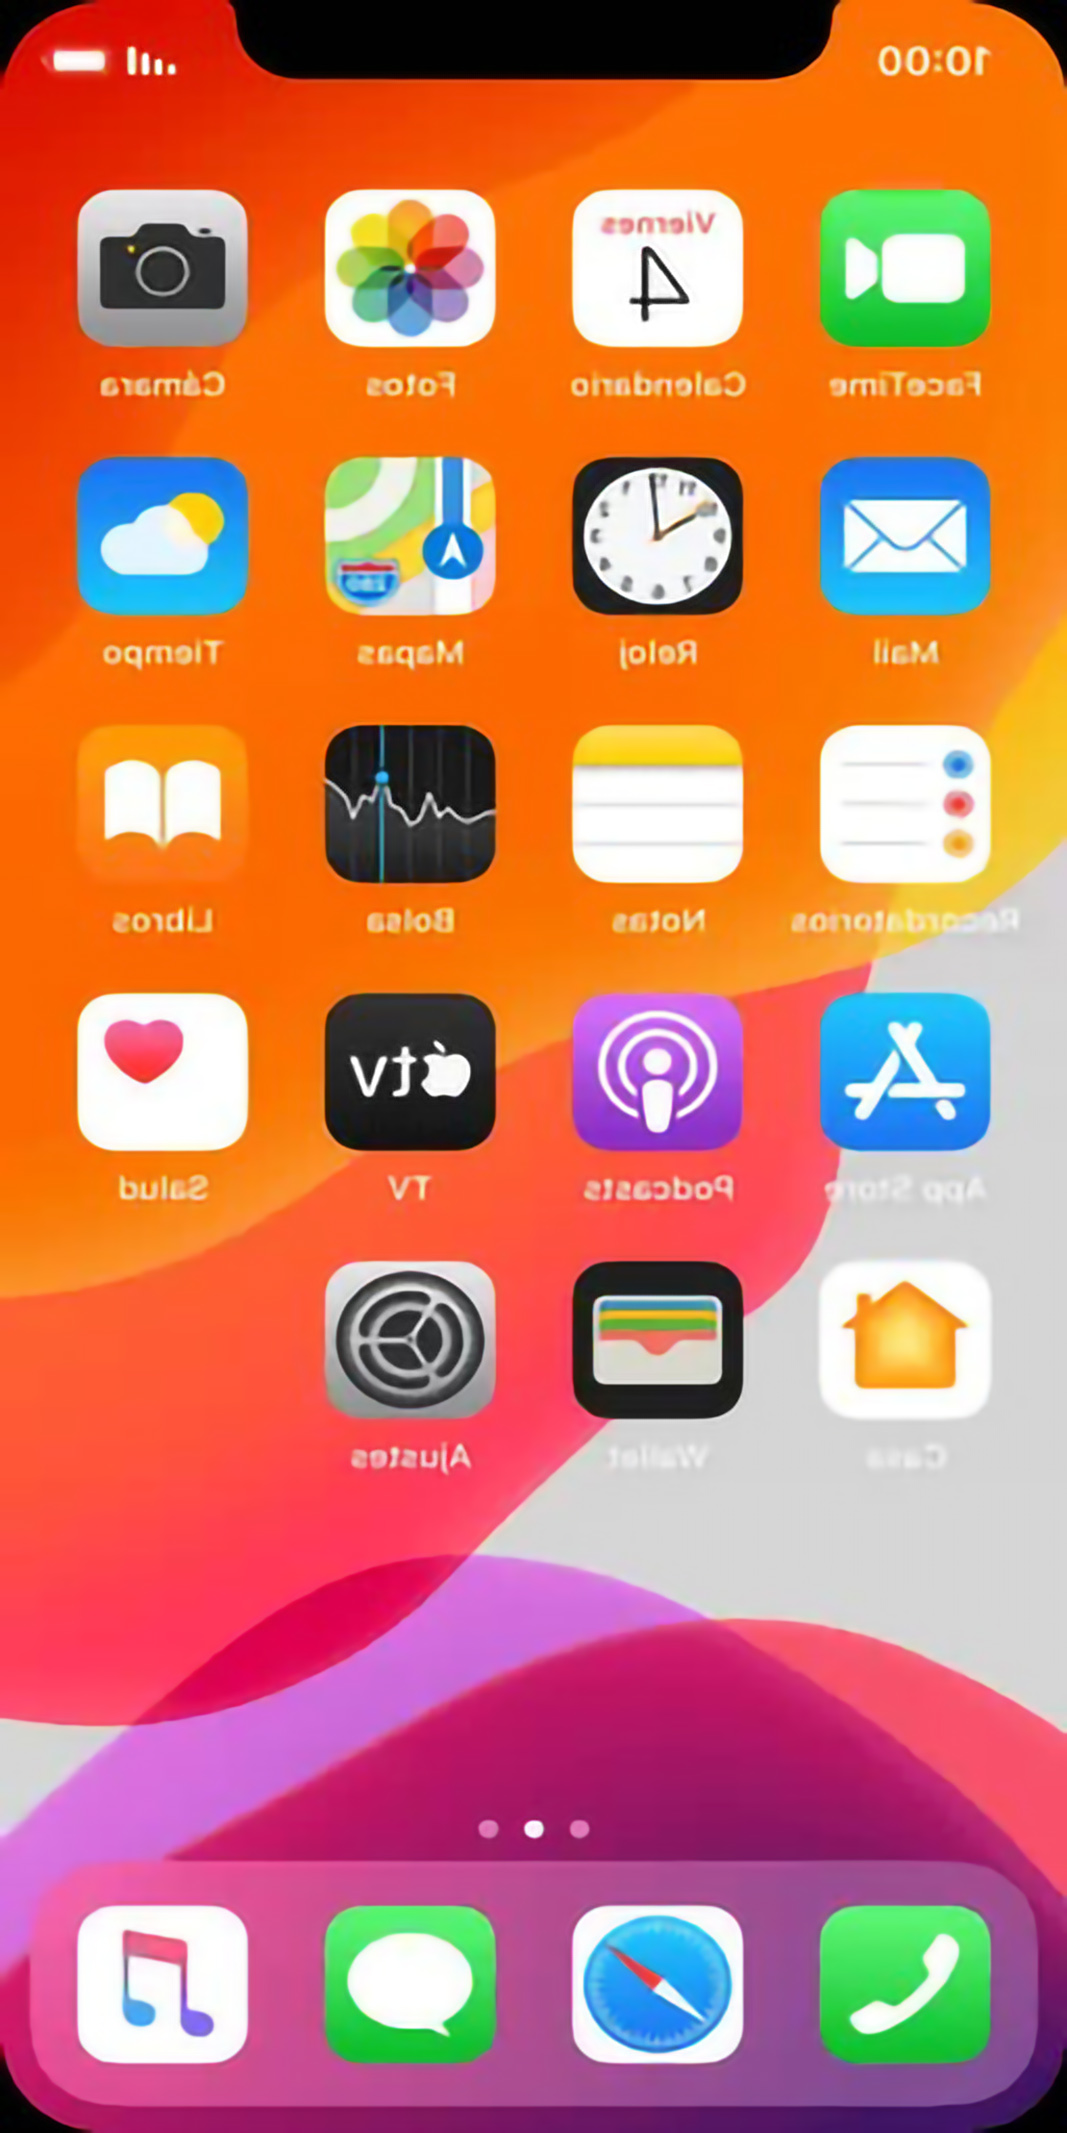 10:00
Viernes
4
FaceTime Calendario Fotos Cámara
Mail Reloj Mapas Tiempo
Recordatorios Notas Bolsa Libros
tv
App Store Podcasts TV Salud
Casa Wallet Ajustes